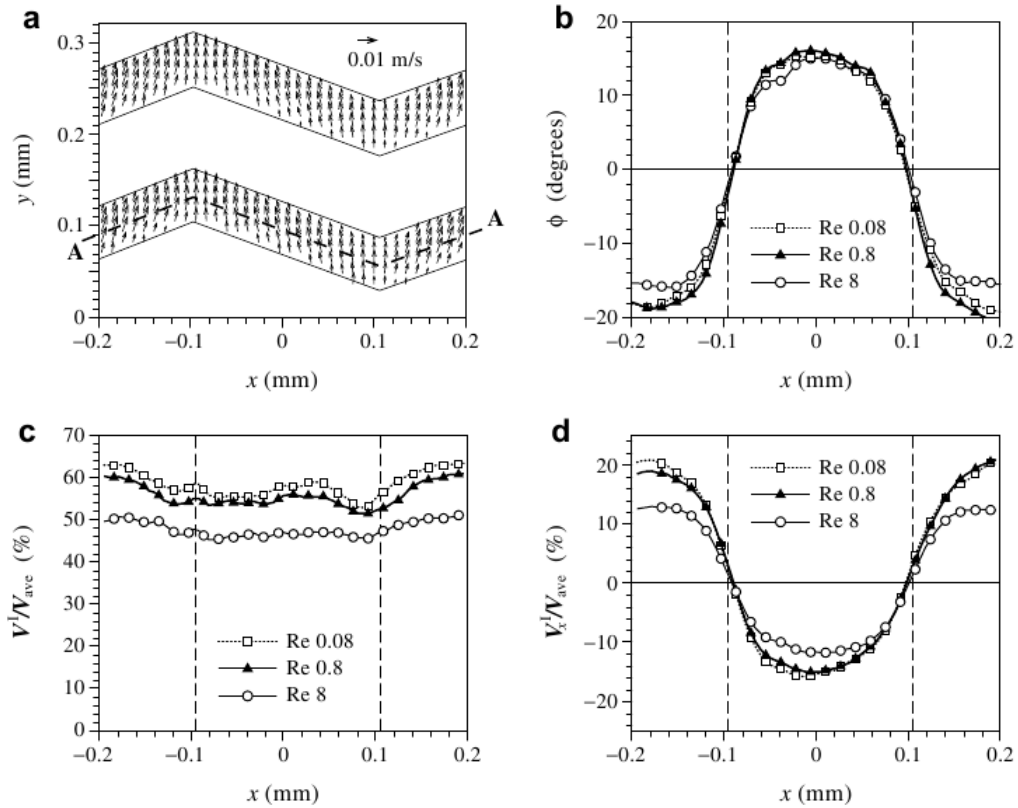 a
0.3
0.2
0.1
0
y (mm)
0.01 m/s
A
A
−0.2 −0.1 0 0.1 0.2
x (mm)
b
20
10
0
−10
−20
ϕ (degrees)
Re 0.08
Re 0.8
Re 8
−0.2 −0.1 0 0.1 0.2
x (mm)
c
70
60
50
40
30
20
10
0
V^I/V_ave (%)
Re 0.08
Re 0.8
Re 8
−0.2 −0.1 0 0.1 0.2
x (mm)
d
20
10
0
−10
−20
V_x^I/V_ave (%)
Re 0.08
Re 0.8
Re 8
−0.2 −0.1 0 0.1 0.2
x (mm)